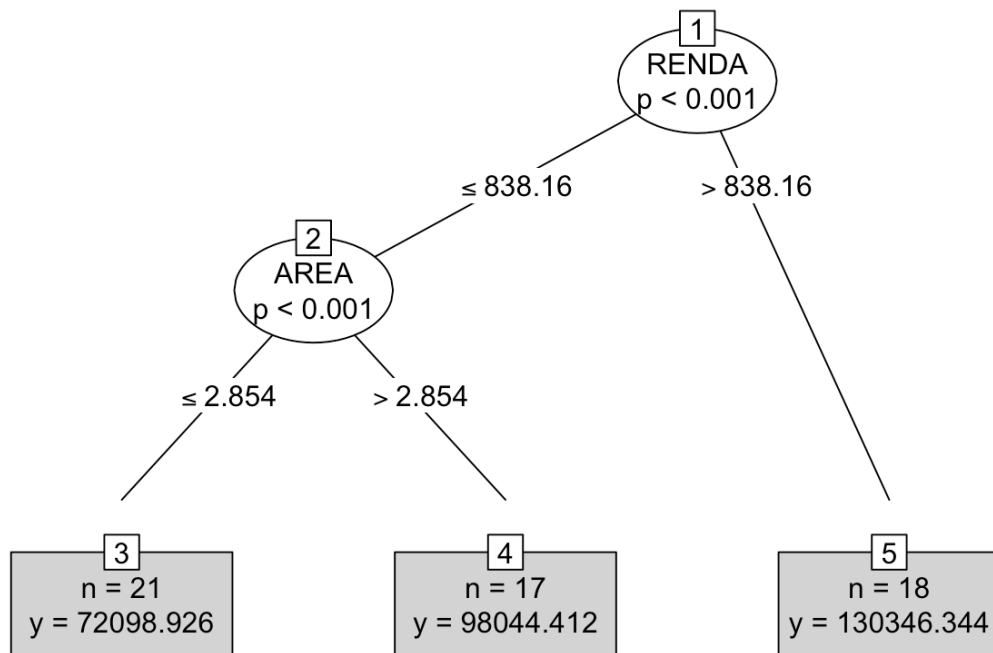 1
RENDA
p < 0.001
≤ 838.16
> 838.16
2
AREA
p < 0.001
≤ 2.854
> 2.854
3
n = 21
y = 72098.926
4
n = 17
y = 98044.412
5
n = 18
y = 130346.344